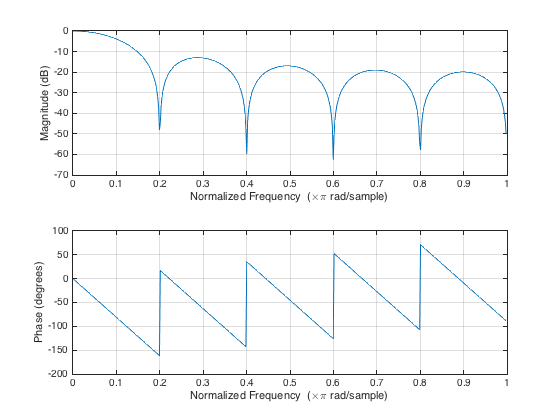 0
-10
-20
-30
-40
-50
-60
-70
Magnitude (dB)
0 0.1 0.2 0.3 0.4 0.5 0.6 0.7 0.8 0.9 1
Normalized Frequency (×π rad/sample)
100
50
0
-50
-100
-150
-200
Phase (degrees)
0 0.1 0.2 0.3 0.4 0.5 0.6 0.7 0.8 0.9 1
Normalized Frequency (×π rad/sample)